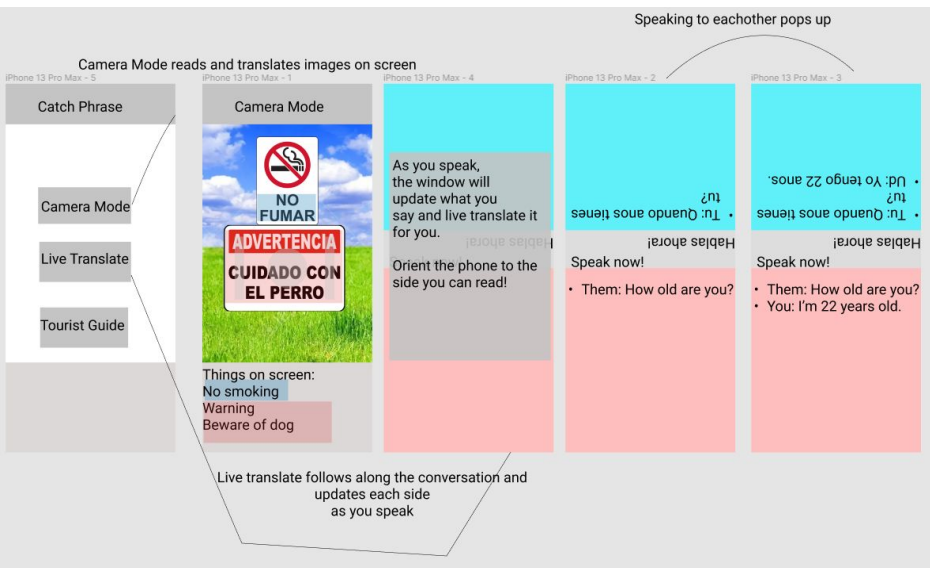 Speaking to eachother pops up
Camera Mode reads and translates images on screen
iPhone 13 Pro Max - 5
Catch Phrase
Camera Mode
Live Translate
Tourist Guide
iPhone 13 Pro Max - 1
Camera Mode
NO
FUMAR
ADVERTENCIA
CUIDADO CON
EL PERRO
Things on screen:
No smoking
Warning
Beware of dog
iPhone 13 Pro Max - 4
As you speak,
the window will
update what you
say and live translate it
for you.
Orient the phone to the
side you can read!
Hablas ahora!
Speak now!
iPhone 13 Pro Max - 2
• Tu: Quando anos tienes
tu?
Hablas ahora!
Speak now!
• Them: How old are you?
iPhone 13 Pro Max - 3
• Tu: Quando anos tienes
tu?
• Ud: Yo tengo 22 anos.
Hablas ahora!
Speak now!
• Them: How old are you?
• You: I'm 22 years old.
Live translate follows along the conversation and
updates each side
as you speak